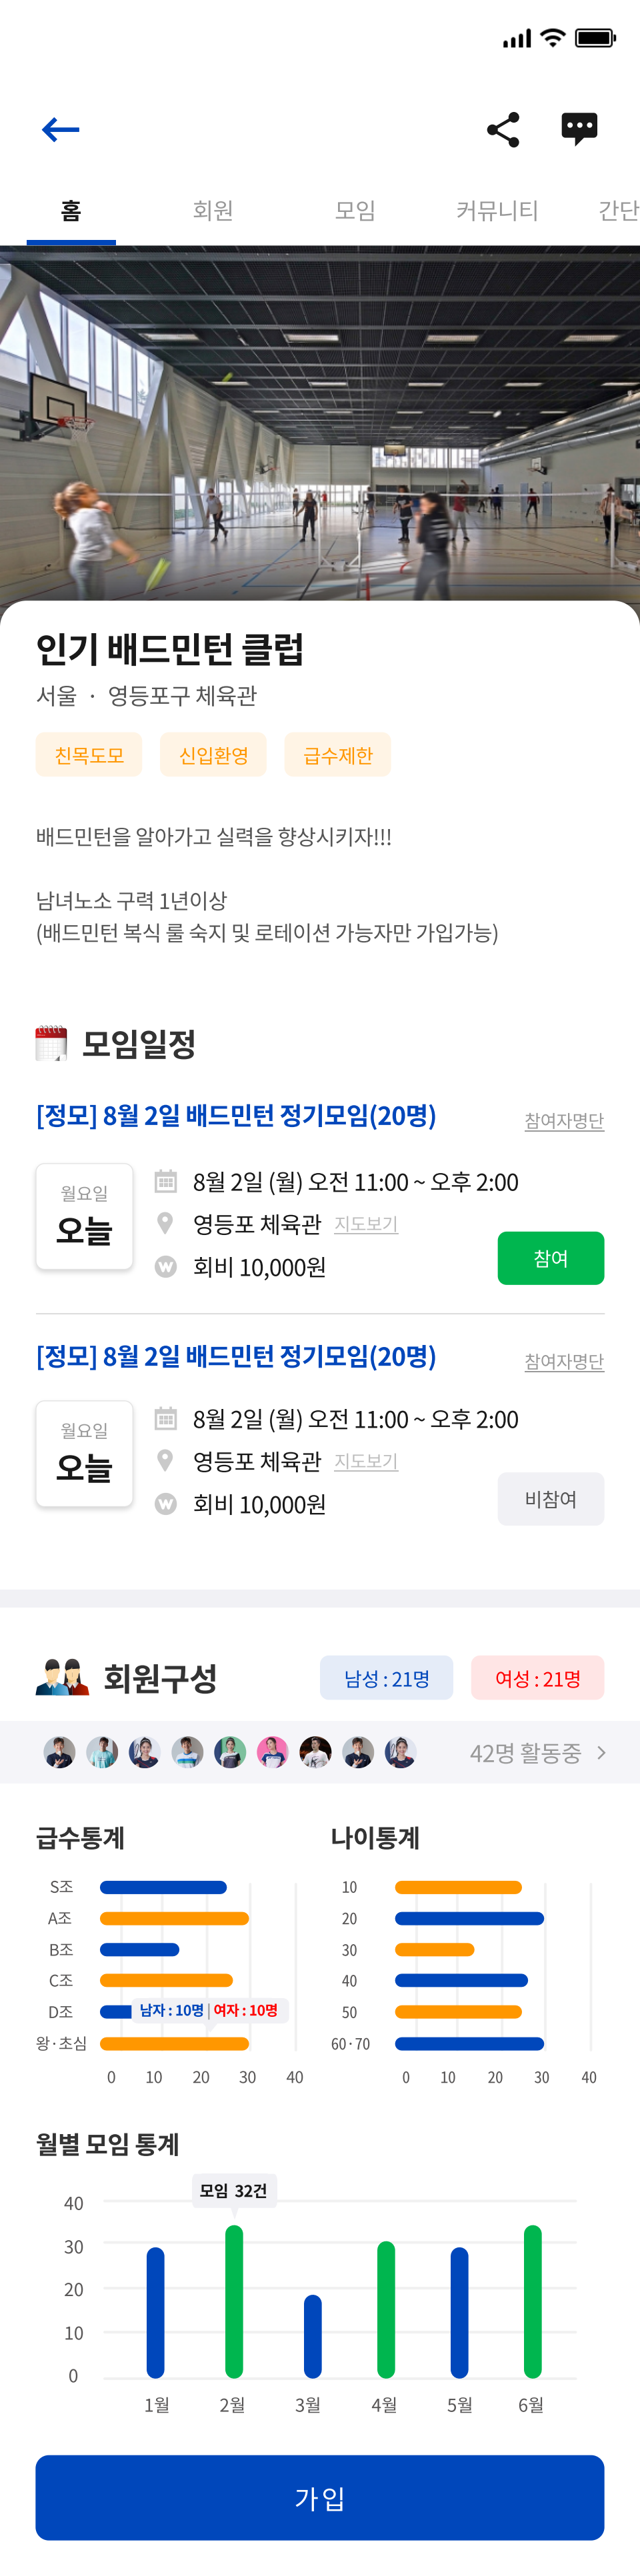 홈 회원 모임 커뮤니티 간단
인기 배드민턴 클럽
서울 · 영등포구 체육관
친목도모 신입환영 급수제한
배드민턴을 알아가고 실력을 향상시키자!!!
남녀노소 구력 1년이상
(배드민턴 복식 룰 숙지 및 로테이션 가능자만 가입가능)
모임일정
[정모] 8월 2일 배드민턴 정기모임(20명) 참여자명단
월요일
오늘
8월 2일 (월) 오전 11:00 ~ 오후 2:00
영등포 체육관 지도보기
회비 10,000원
참여
[정모] 8월 2일 배드민턴 정기모임(20명) 참여자명단
월요일
오늘
8월 2일 (월) 오전 11:00 ~ 오후 2:00
영등포 체육관 지도보기
회비 10,000원
비참여
회원구성 남성 : 21명 여성 : 21명
42명 활동중
급수통계
S조
A조
B조
C조
D조
남자 : 10명 | 여자 : 10명
왕·초심
0 10 20 30 40
나이통계
10
20
30
40
50
60·70
0 10 20 30 40
월별 모임 통계
모임 32건
40
30
20
10
0
1월 2월 3월 4월 5월 6월
가입